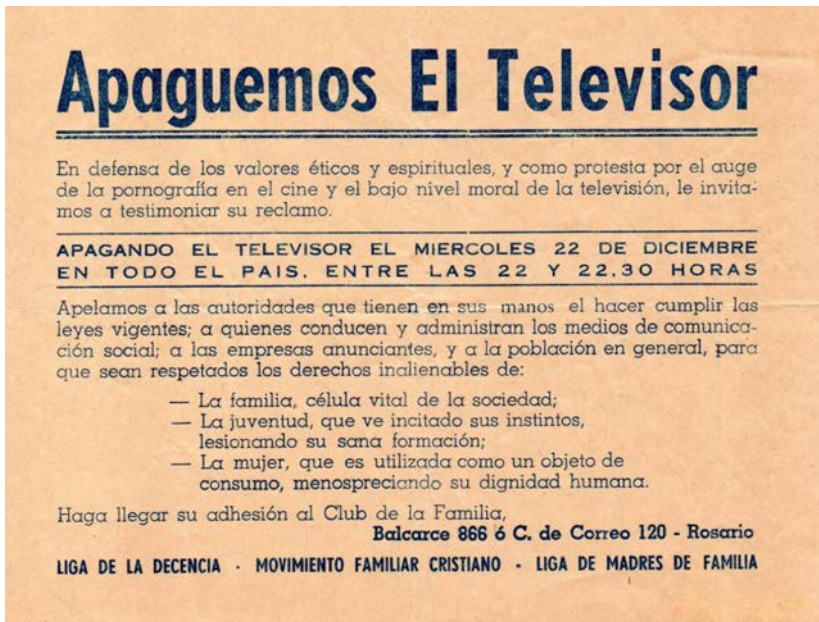 Apaguemos El Televisor
En defensa de los valores éticos y espirituales, y como protesta por el auge
de la pornografía en el cine y el bajo nivel moral de la televisión, le invita-
mos a testimoniar su reclamo.
APAGANDO EL TELEVISOR EL MIERCOLES 22 DE DICIEMBRE
EN TODO EL PAIS, ENTRE LAS 22 Y 22,30 HORAS
Apelamos a las autoridades que tienen en sus manos el hacer cumplir las
leyes vigentes; a quienes conducen y administran los medios de comunica-
ción social; a las empresas anunciantes, y a la población en general, para
que sean respetados los derechos inalienables de:
— La familia, célula vital de la sociedad;
— La juventud, que ve incitado sus instintos,
lesionando su sana formación;
— La mujer, que es utilizada como un objeto de
consumo, menospreciando su dignidad humana.
Haga llegar su adhesión al Club de la Familia,
Balcarce 866 ó C. de Correo 120 - Rosario
LIGA DE LA DECENCIA - MOVIMIENTO FAMILIAR CRISTIANO - LIGA DE MADRES DE FAMILIA